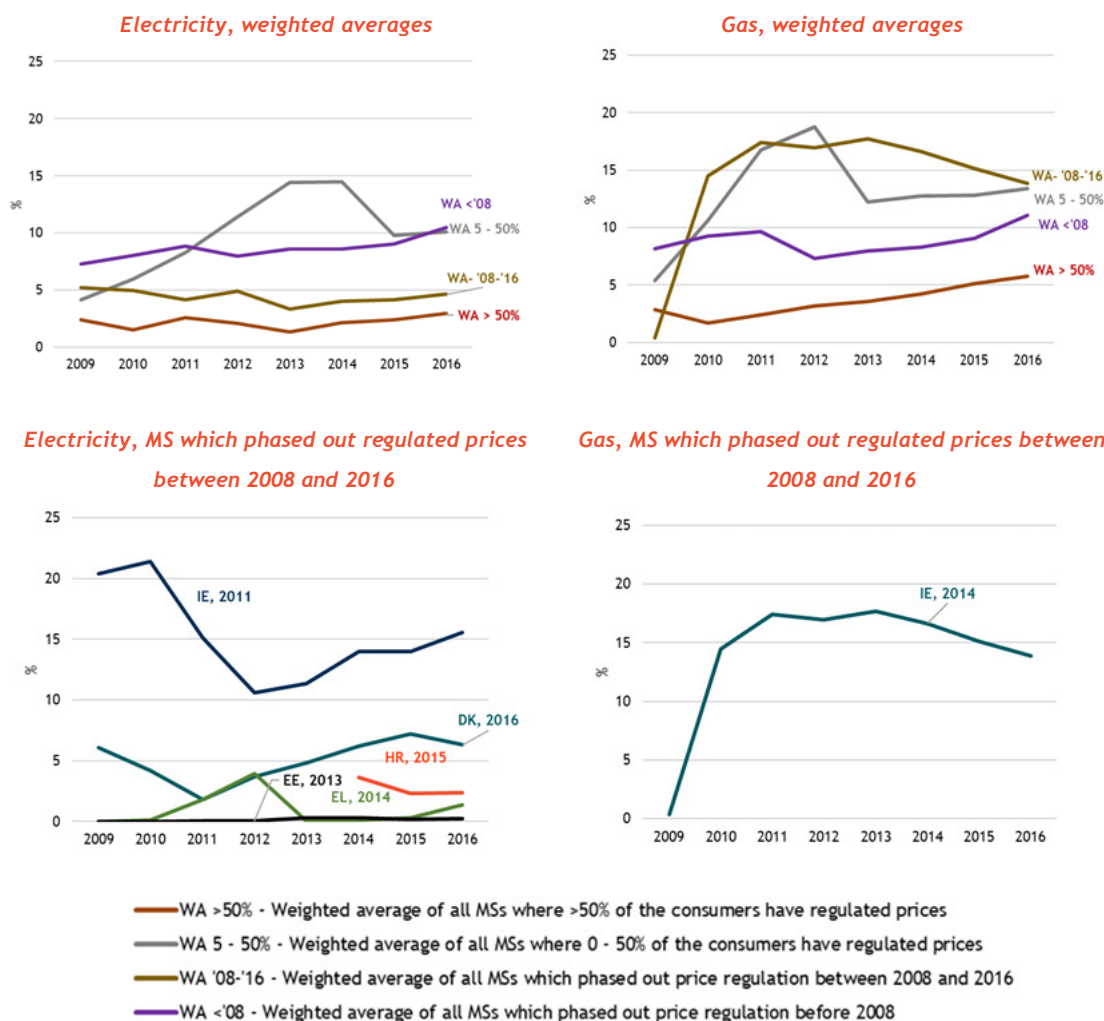 Electricity, weighted averages
25
20
15
10
5
0
%
WA <'08
WA 5 - 50%
WA- '08-'16
WA > 50%
2009 2010 2011 2012 2013 2014 2015 2016
Gas, weighted averages
25
20
15
10
5
0
%
WA- '08-'16
WA 5 - 50%
WA <'08
WA > 50%
2009 2010 2011 2012 2013 2014 2015 2016
Electricity, MS which phased out regulated prices
between 2008 and 2016
25
20
15
10
5
0
%
IE, 2011
DK, 2016
HR, 2015
EE, 2013
EL, 2014
2009 2010 2011 2012 2013 2014 2015 2016
Gas, MS which phased out regulated prices between
2008 and 2016
25
20
15
10
5
0
%
IE, 2014
2009 2010 2011 2012 2013 2014 2015 2016
WA >50% - Weighted average of all MSs where >50% of the consumers have regulated prices
WA 5 - 50% - Weighted average of all MSs where 0 - 50% of the consumers have regulated prices
WA '08-'16 - Weighted average of all MSs which phased out price regulation between 2008 and 2016
WA <'08 - Weighted average of all MSs which phased out price regulation before 2008